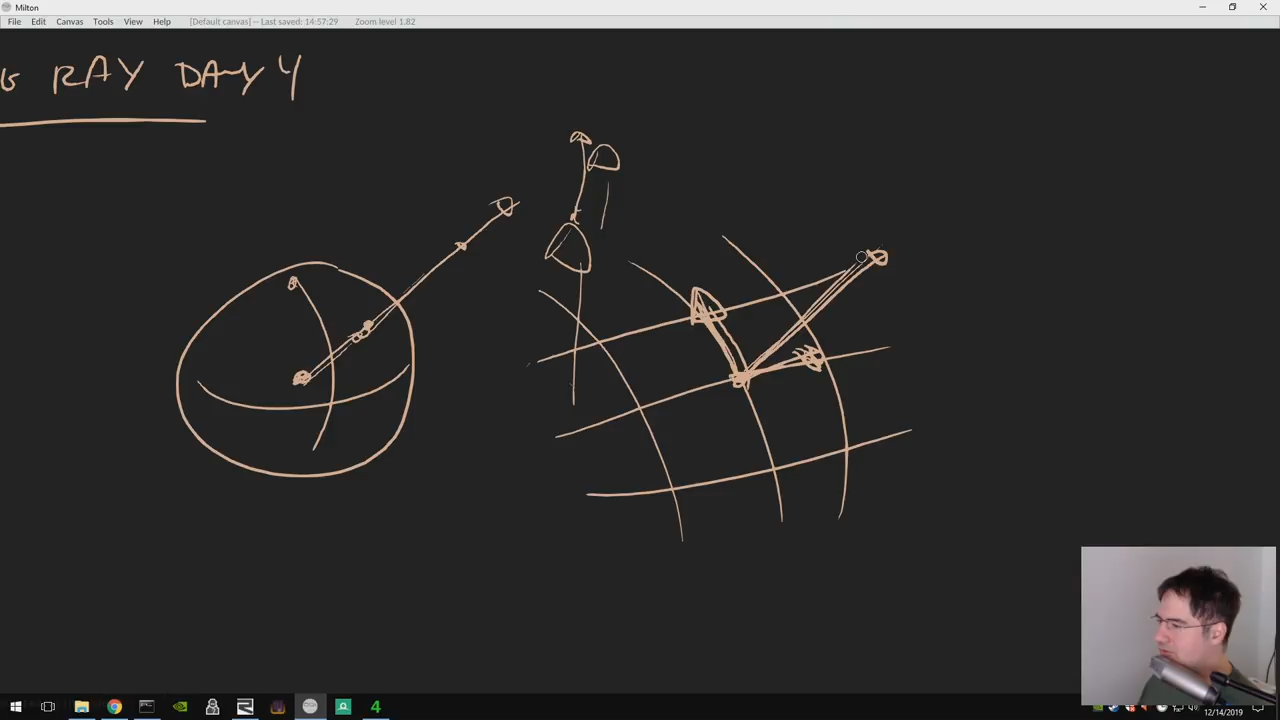 Milton
File Edit Canvas Tools View Help [Default canvas] -- Last saved: 14:57:29 Zoom level 1.82
RAY DAY 4
4
12/14/2019